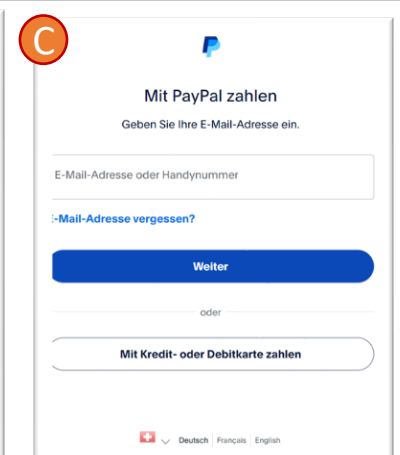 C
Mit PayPal zahlen
Geben Sie Ihre E-Mail-Adresse ein.
E-Mail-Adresse oder Handynummer
-Mail-Adresse vergessen?
Weiter
oder
Mit Kredit- oder Debitkarte zahlen
Deutsch | Français | English